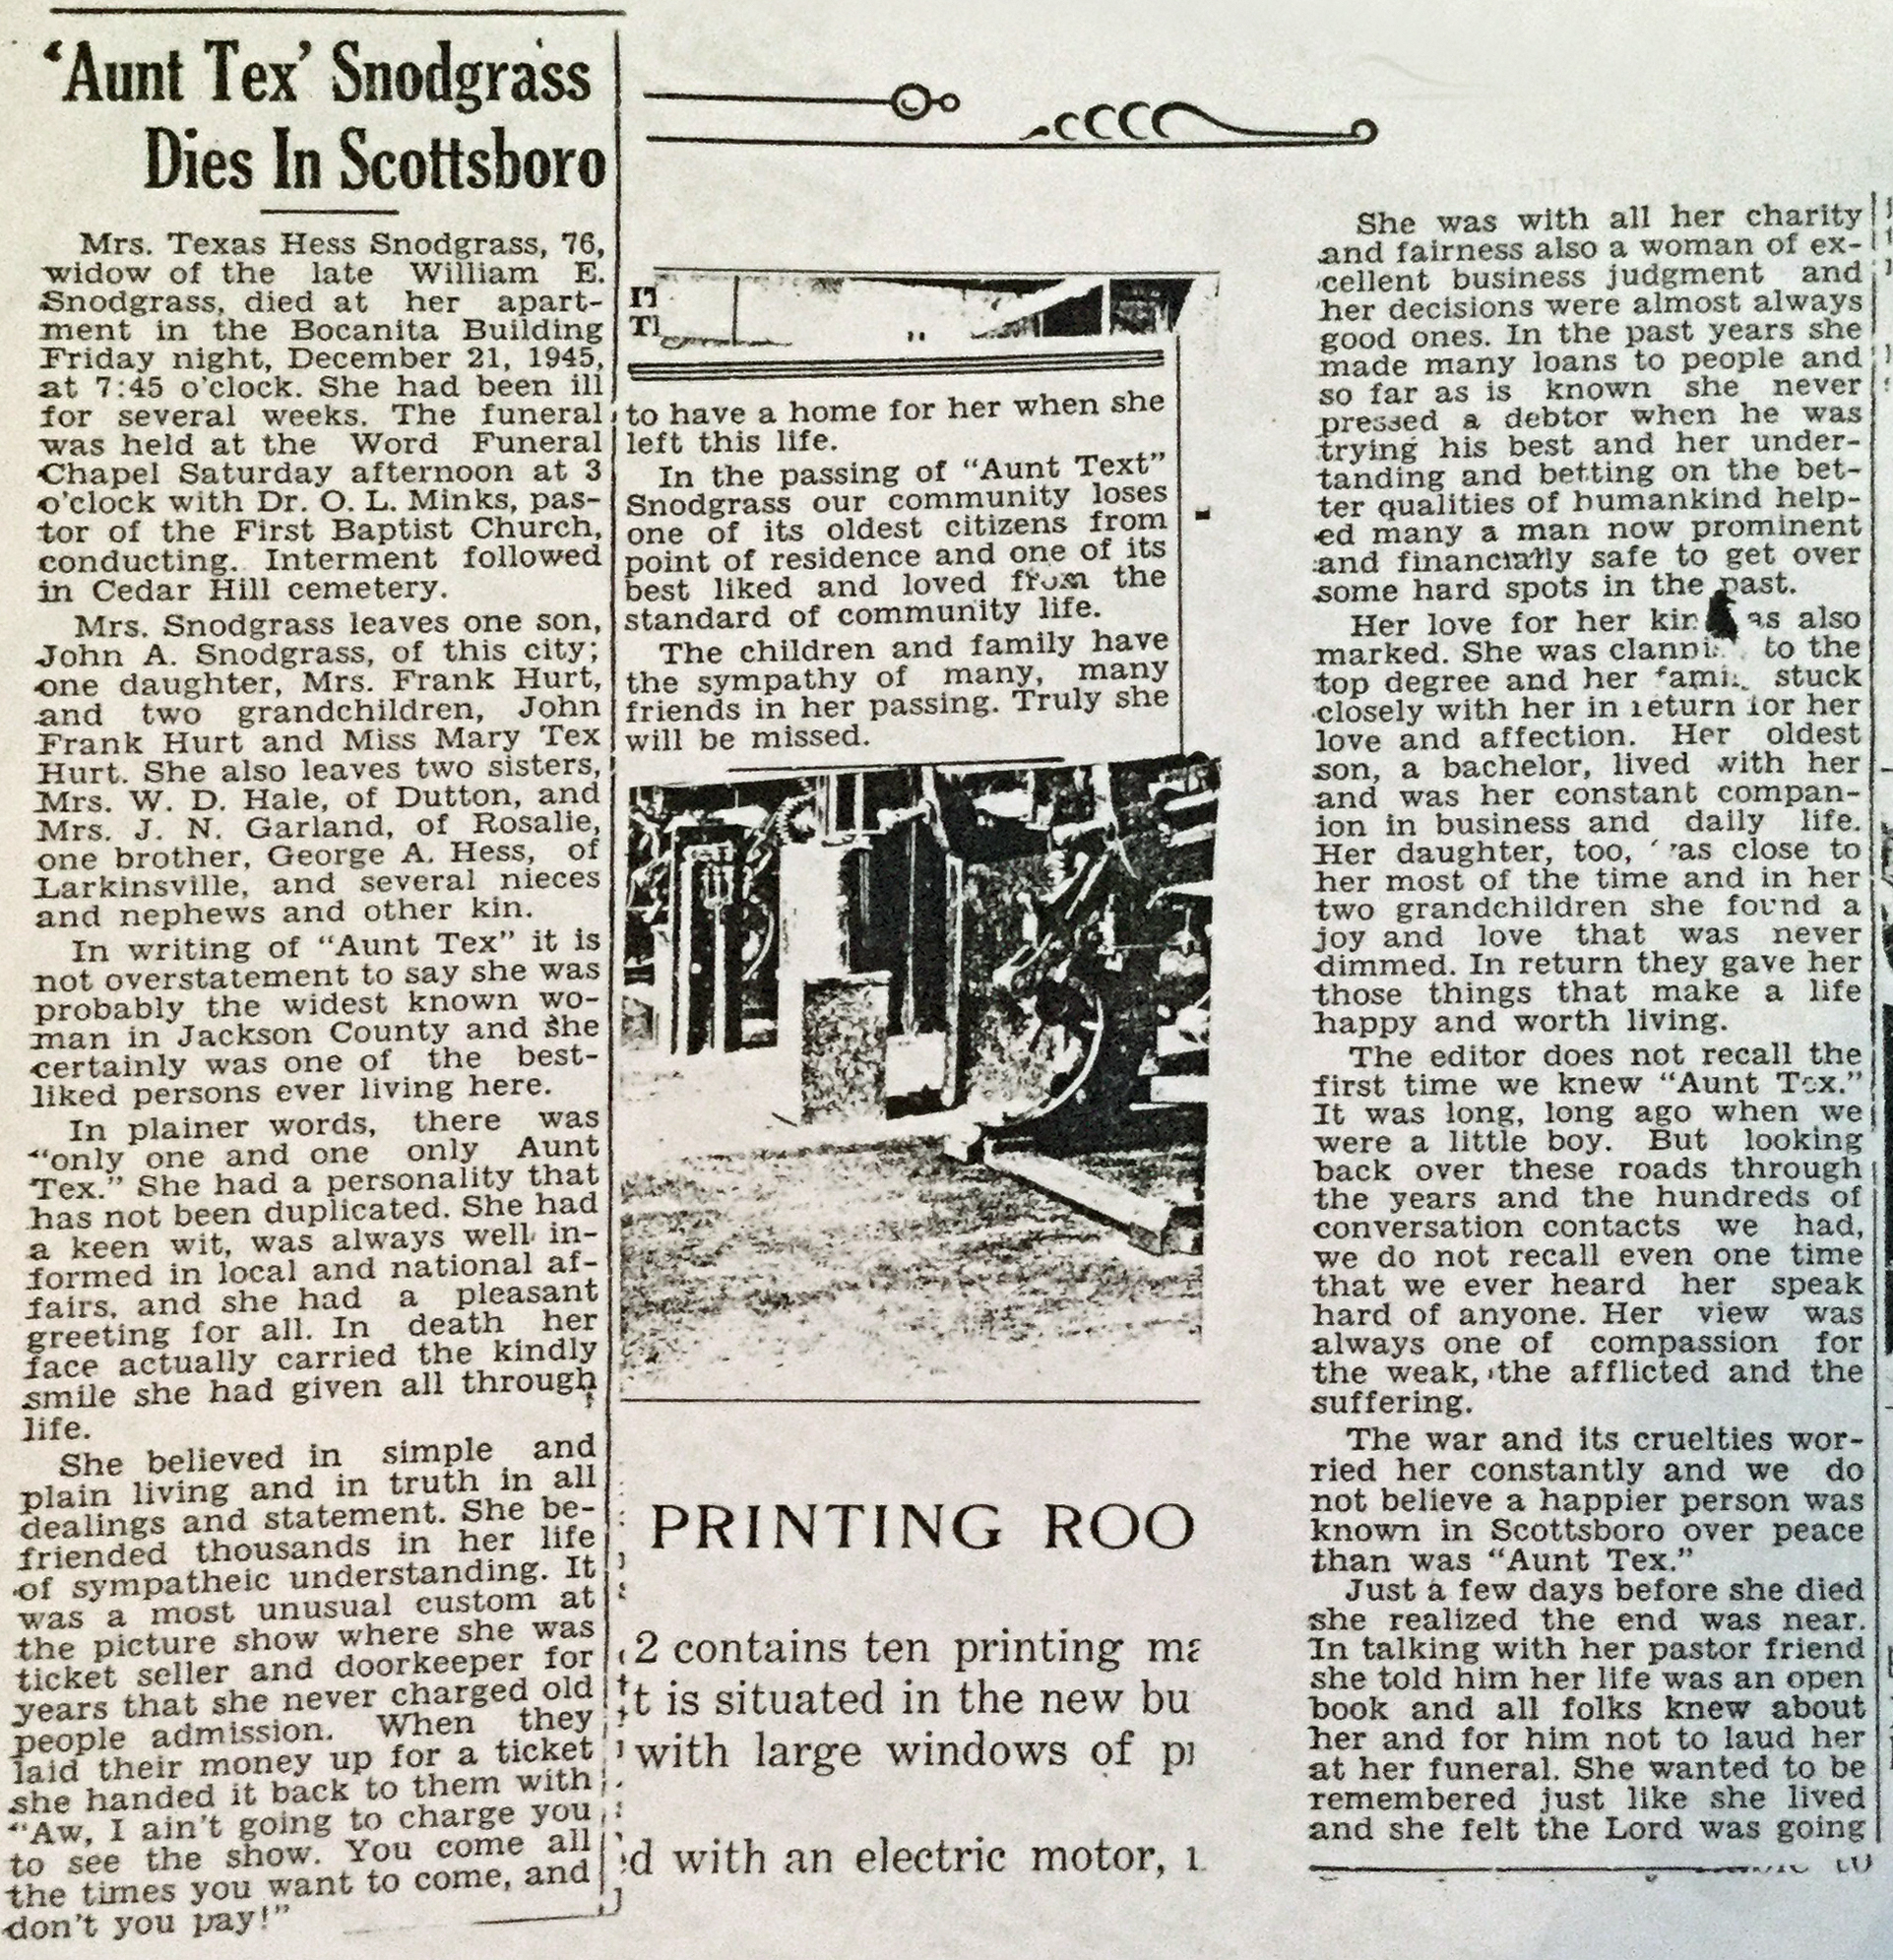 'Aunt Tex' Snodgrass
Dies In Scottsboro
Mrs. Texas Hess Snodgrass, 76,
widow of the late William E.
Snodgrass, died at her apart-
ment in the Bocanita Building
Friday night, December 21, 1945,
at 7:45 o'clock. She had been ill
for several weeks. The funeral
was held at the Word Funeral
Chapel Saturday afternoon at 3
o'clock with Dr. O. L. Minks, pas-
tor of the First Baptist Church,
conducting. Interment followed
in Cedar Hill cemetery.
Mrs. Snodgrass leaves one son,
John A. Snodgrass, of this city;
one daughter, Mrs. Frank Hurt,
and two grandchildren, John
Frank Hurt and Miss Mary Tex
Hurt. She also leaves two sisters,
Mrs. W. D. Hale, of Dutton, and
Mrs. J. N. Garland, of Rosalie,
one brother, George A. Hess, of
Larkinsville, and several nieces
and nephews and other kin.
In writing of "Aunt Tex" it is
not overstatement to say she was
probably the widest known wo-
man in Jackson County and she
certainly was one of the best-
liked persons ever living here.
In plainer words, there was
"only one and one only Aunt
Tex." She had a personality that
has not been duplicated. She had
a keen wit, was always well in-
formed in local and national af-
fairs, and she had a pleasant
greeting for all. In death her
face actually carried the kindly
smile she had given all through
life.
She believed in simple and
plain living and in truth in all
dealings and statement. She be-
friended thousands in her life
of sympatheic understanding. It
was a most unusual custom at
the picture show where she was
ticket seller and doorkeeper for
years that she never charged old
people admission. When they
laid their money up for a ticket
she handed it back to them with
"Aw, I ain't going to charge you
to see the show. You come all
the times you want to come, and
don't you pay!"
She was with all her charity
and fairness also a woman of ex-
cellent business judgment and
her decisions were almost always
good ones. In the past years she
made many loans to people and
so far as is known she never
pressed a debtor when he was
trying his best and her under-
tanding and betting on the bet-
ter qualities of humankind help-
ed many a man now prominent
and financially safe to get over
some hard spots in the past.
Her love for her kin as also
marked. She was clanni to the
top degree and her fami stuck
closely with her in return for her
love and affection. Her oldest
son, a bachelor, lived with her
and was her constant compan-
ion in business and daily life.
Her daughter, too, as close to
her most of the time and in her
two grandchildren she found a
joy and love that was never
dimmed. In return they gave her
those things that make a life
happy and worth living.
The editor does not recall the
first time we knew "Aunt Tex."
It was long, long ago when we
were a little boy. But looking
back over these roads through
the years and the hundreds of
conversation contacts we had,
we do not recall even one time
that we ever heard her speak
hard of anyone. Her view was
always one of compassion for
the weak, the afflicted and the
suffering.
The war and its cruelties wor-
ried her constantly and we do
not believe a happier person was
known in Scottsboro over peace
than was "Aunt Tex."
Just a few days before she died
she realized the end was near.
In talking with her pastor friend
she told him her life was an open
book and all folks knew about
her and for him not to laud her
at her funeral. She wanted to be
remembered just like she lived
and she felt the Lord was going
to have a home for her when she
left this life.
In the passing of "Aunt Text"
Snodgrass our community loses
one of its oldest citizens from
point of residence and one of its
best liked and loved from the
standard of community life.
The children and family have
the sympathy of many, many
friends in her passing. Truly she
will be missed.
PRINTING ROO
2 contains ten printing ma
t is situated in the new bu
with large windows of
d with an electric motor,